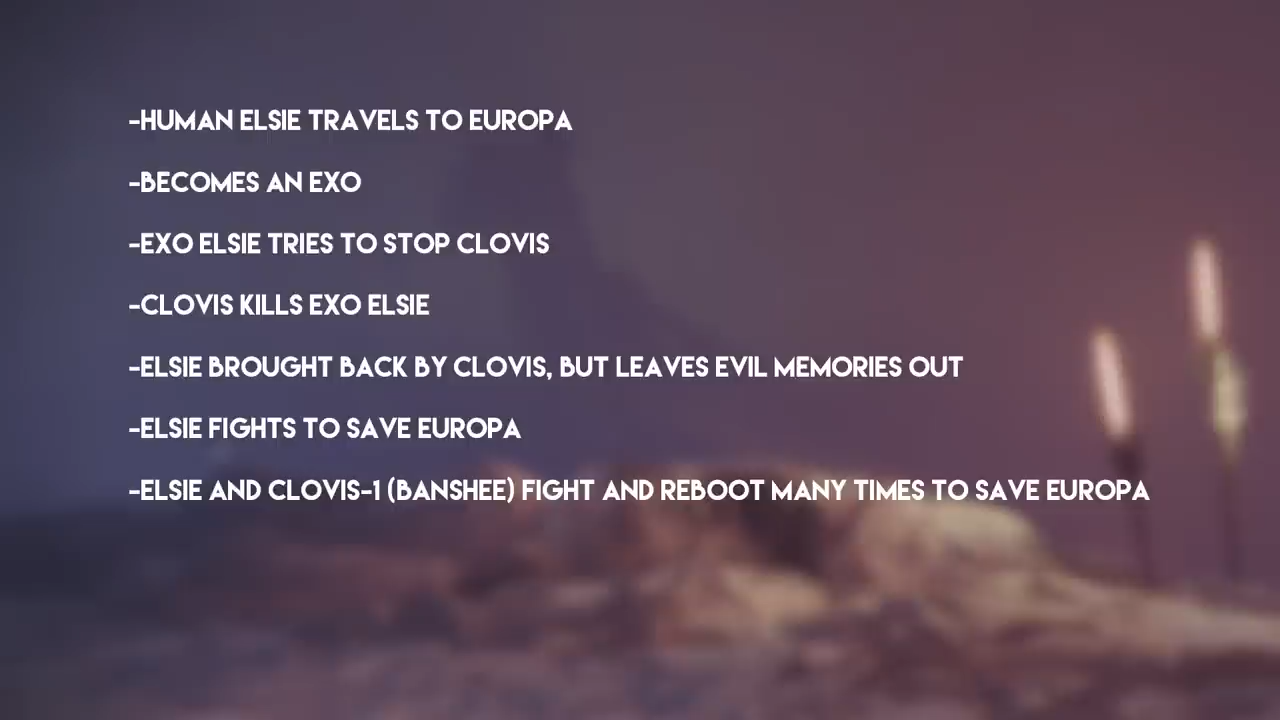 -HUMAN ELSIE TRAVELS TO EUROPA
-BECOMES AN EXO
-EXO ELSIE TRIES TO STOP CLOVIS
-CLOVIS KILLS EXO ELSIE
-ELSIE BROUGHT BACK BY CLOVIS, BUT LEAVES EVIL MEMORIES OUT
-ELSIE FIGHTS TO SAVE EUROPA
-ELSIE AND CLOVIS-1 (BANSHEE) FIGHT AND REBOOT MANY TIMES TO SAVE EUROPA